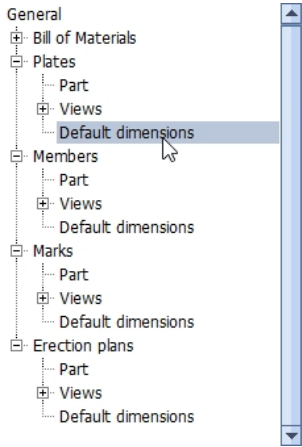 General
Bill of Materials
Plates
Part
Views
Default dimensions
Members
Part
Views
Default dimensions
Marks
Part
Views
Default dimensions
Erection plans
Part
Views
Default dimensions